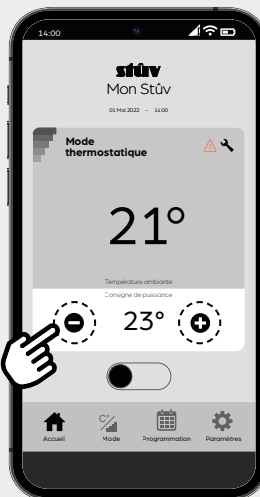 14:00
stûv
Mon Stûv
01 Mai 2022 - 14:00
Mode
thermostatique
21°
Température ambiante
Consigne de puissance
23°
C°
Accueil
Mode
Programmation
Paramètres